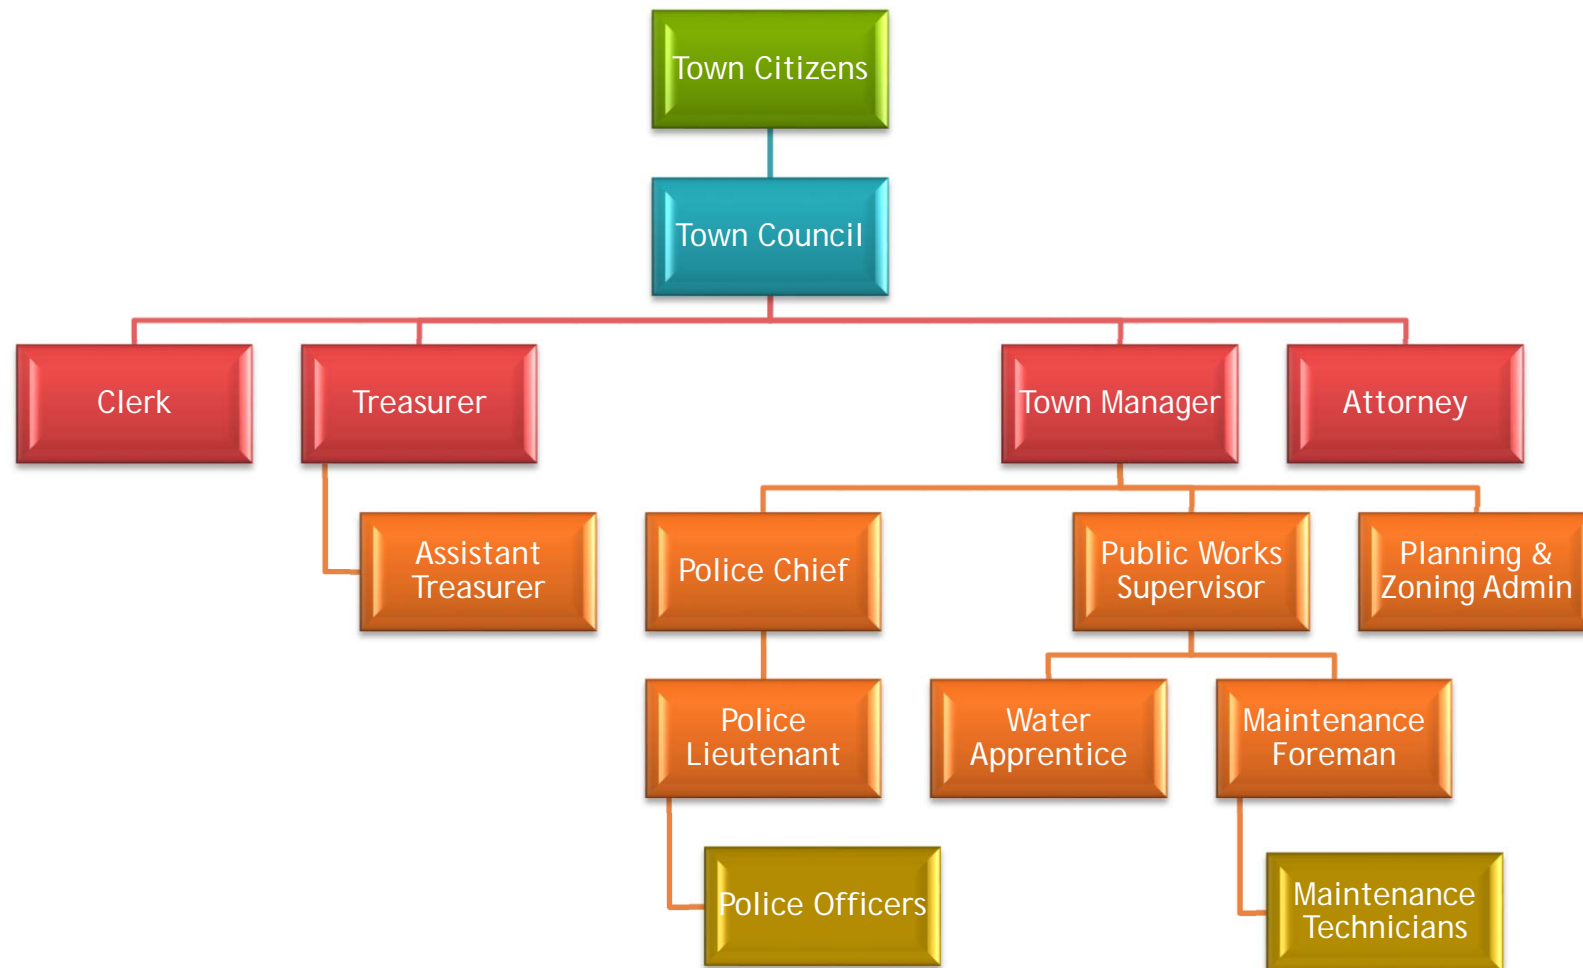 Town Citizens
Town Council
Clerk
Treasurer
Town Manager
Attorney
Assistant
Treasurer
Police Chief
Public Works
Supervisor
Planning &
Zoning Admin
Police
Lieutenant
Water
Apprentice
Maintenance
Foreman
Police Officers
Maintenance
Technicians